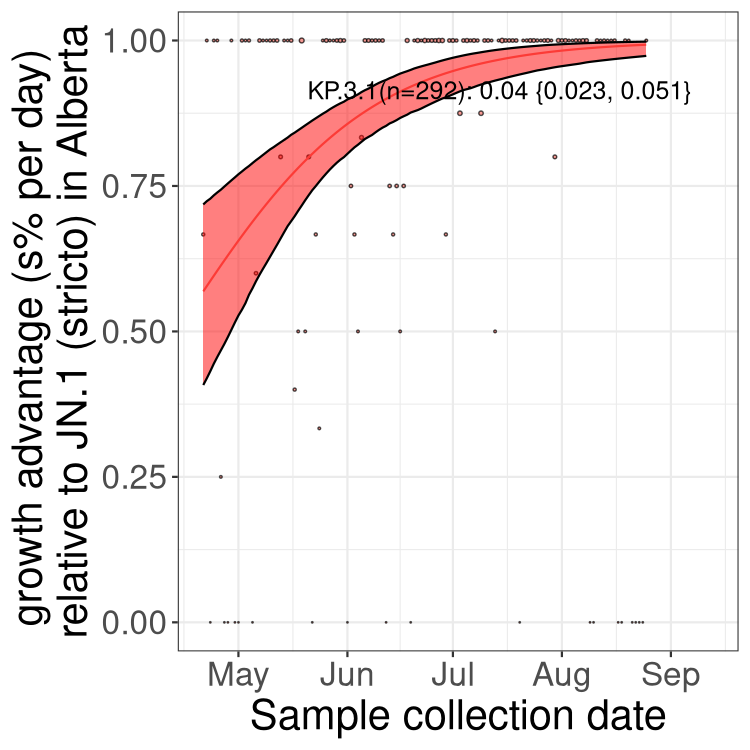 growth advantage (s% per day)
relative to JN.1 (stricto) in Alberta
1.00
0.75
0.50
0.25
0.00
KP.3.1(n=292): 0.04 {0.023, 0.051}
May Jun Jul Aug Sep
Sample collection date